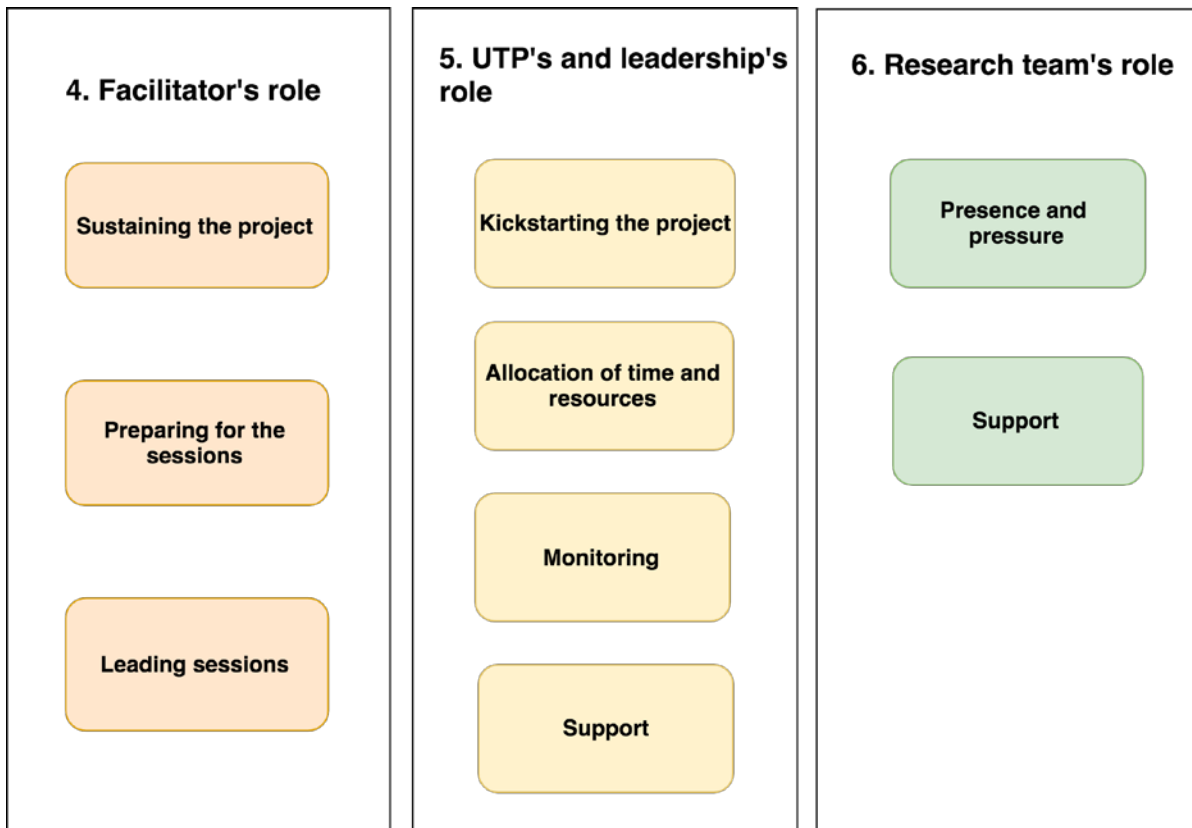 4. Facilitator's role
Sustaining the project
Preparing for the
sessions
Leading sessions
5. UTP's and leadership's
role
Kickstarting the project
Allocation of time and
resources
Monitoring
Support
6. Research team's role
Presence and
pressure
Support